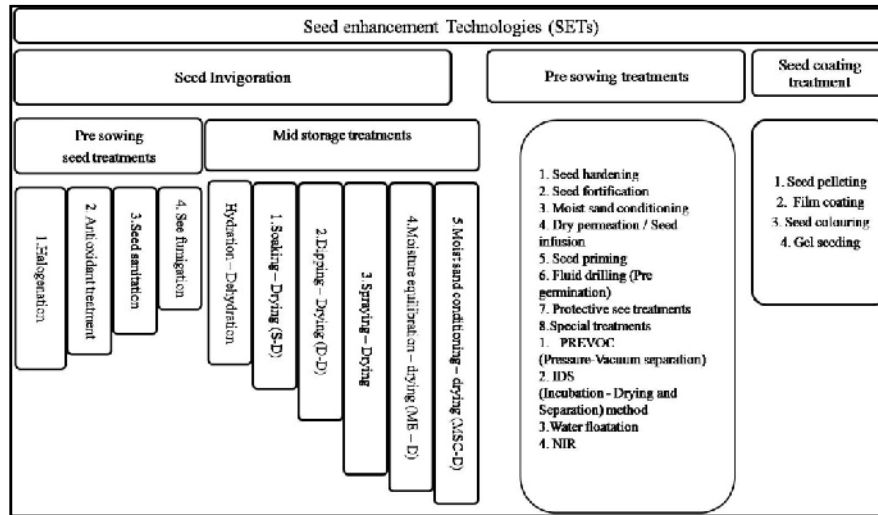 Seed enhancement Technologies (SETs)
Seed Invigoration
Pre sowing treatments
Seed coating
treatment
Pre sowing
seed treatments
Mid storage treatments
1.Halogenation
2. Antioxidant treatment
3.Seed sanitation
4. See fumigation
Hydration – Dehydration
1.Soaking – Drying (S-D)
2.Dipping – Drying (D-D)
3.Spraying – Drying
4.Moisture equilibration – drying (ME – D)
5.Moist sand conditioning – drying (MSC-D)
1. Seed hardening
2. Seed fortification
3. Moist sand conditioning
4. Dry permeation / Seed
infusion
5. Seed priming
6. Fluid drilling (Pre
germination)
7. Protective see treatments
8.Special treatments
1. PREVOC
(Pressure-Vacuum separation)
2. IDS
(Incubation - Drying and
Separation) method
3.Water floatation
4. NIR
1. Seed pelleting
2. Film coating
3. Seed colouring
4. Gel seeding